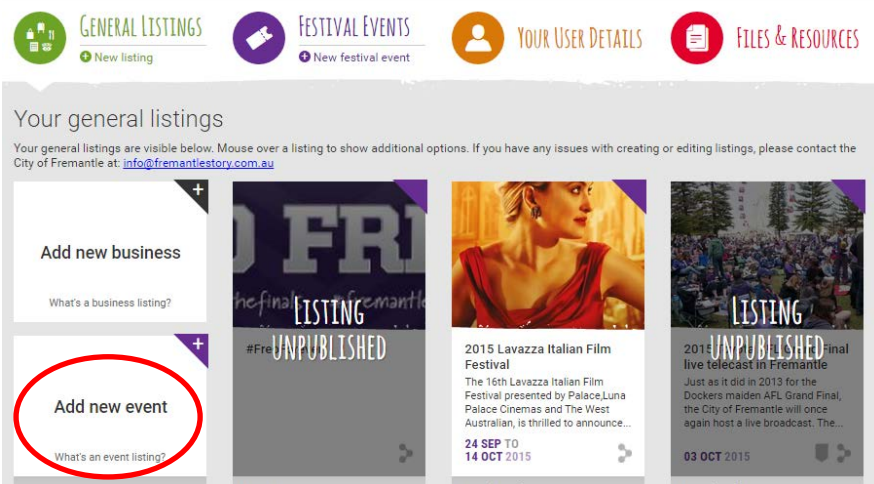 GENERAL LISTINGS
New listing
FESTIVAL EVENTS
New festival event
YOUR USER DETAILS
FILES & RESOURCES
Your general listings
Your general listings are visible below. Mouse over a listing to show additional options. If you have any issues with creating or editing listings, please contact the
City of Fremantle at: info@fremantlestory.com.au
Add new business
What's a business listing?
Add new event
What's an event listing?
FRE
hefinal
fremantle
LISTING
UNPUBLISHED
2015 Lavazza Italian Film
Festival
The 16th Lavazza Italian Film
Festival presented by Palace,Luna
Palace Cinemas and The West
Australian, is thrilled to announce...
24 SEP TO
14 OCT 2015
LISTING
UNPUBLISHED
2015 AFL Grand Final
live telecast in Fremantle
Just as it did in 2013 for the
Dockers maiden AFL Grand Final,
the City of Fremantle will once
again host a live broadcast. The...
03 OCT 2015